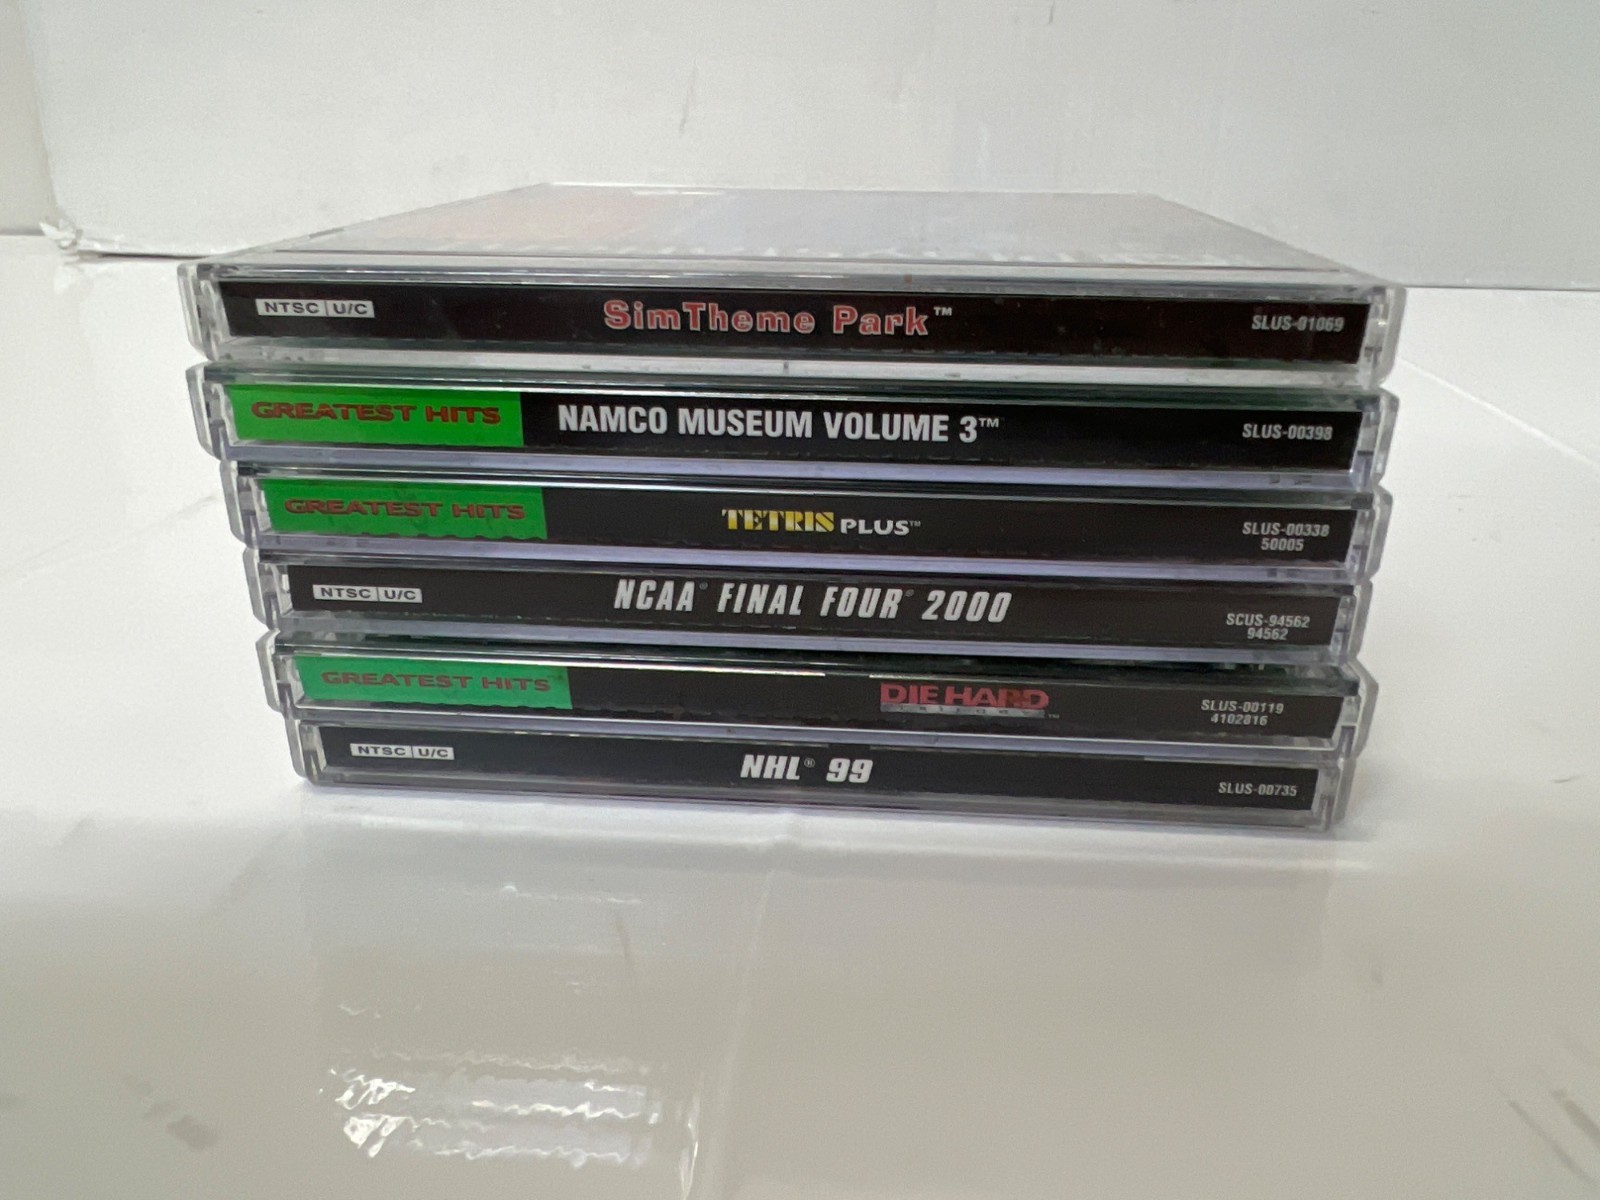 NTSC U/C SimTheme Park™ SLUS-01069
GREATEST HITS NAMCO MUSEUM VOLUME 3™ SLUS-00398
GREATEST HITS TETRIS PLUS™ SLUS-00338
50005
NTSC U/C NCAA® FINAL FOUR® 2000 SCUS-94562
94562
GREATEST HITS DIE HARD SLUS-00119
TRILOGY™ 4102816
NTSC U/C NHL® 99 SLUS-00735